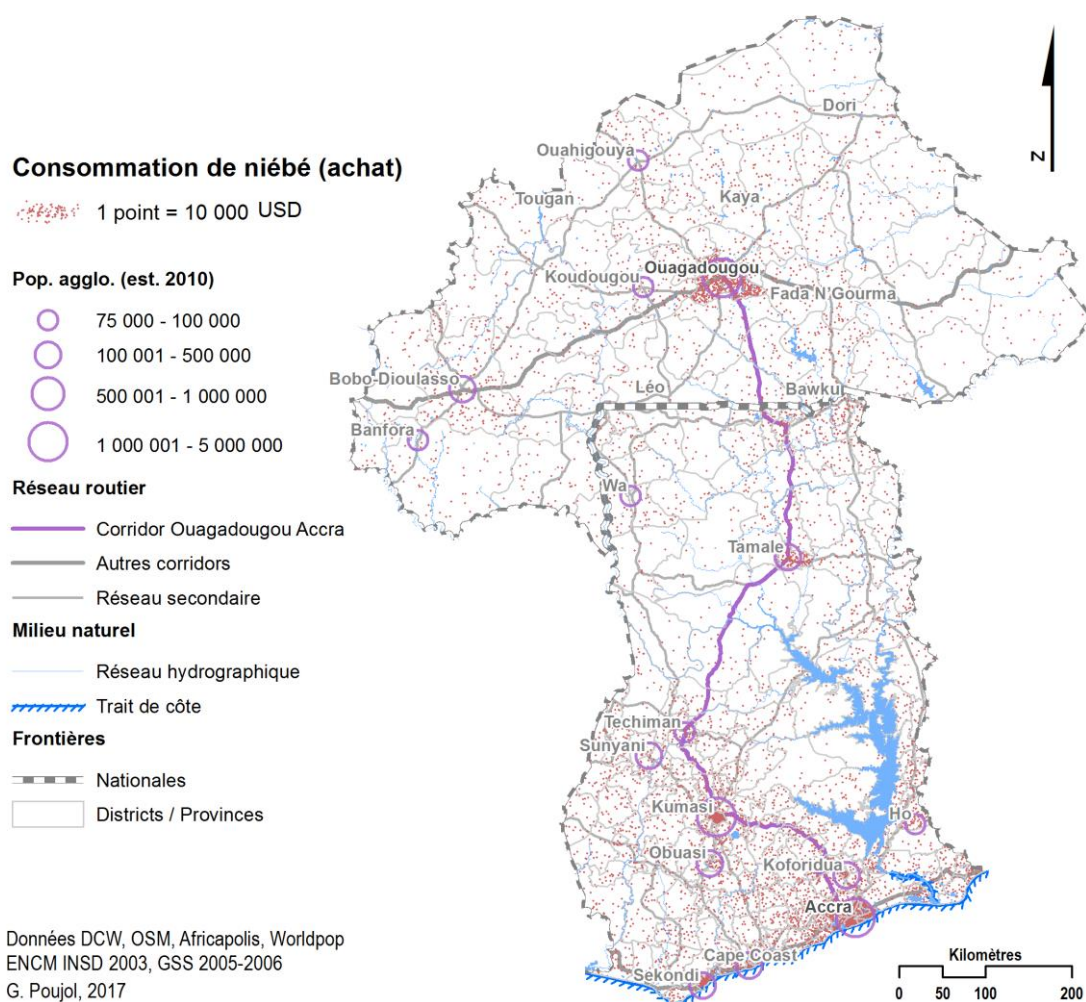 Consommation de niébé (achat)
1 point = 10 000 USD
Pop. agglo. (est. 2010)
75 000 - 100 000
100 001 - 500 000
500 001 - 1 000 000
1 000 001 - 5 000 000
Réseau routier
Corridor Ouagadougou Accra
Autres corridors
Réseau secondaire
Milieu naturel
Réseau hydrographique
Trait de côte
Frontières
Nationales
Districts / Provinces
Données DCW, OSM, Africapolis, Worldpop
ENCM INSD 2003, GSS 2005-2006
G. Poujol, 2017
N
Dori
Ouahigouya
Kaya
Tougan
Ouagadougou
Koudougou
Fada N'Gourma
Bobo-Dioulasso
Léo
Bawku
Banfora
Wa
Tamale
Techiman
Sunyani
Kumasi
Ho
Obuasi
Koforidua
Accra
Cape Coast
Sekondi
Kilomètres
0 50 100 200